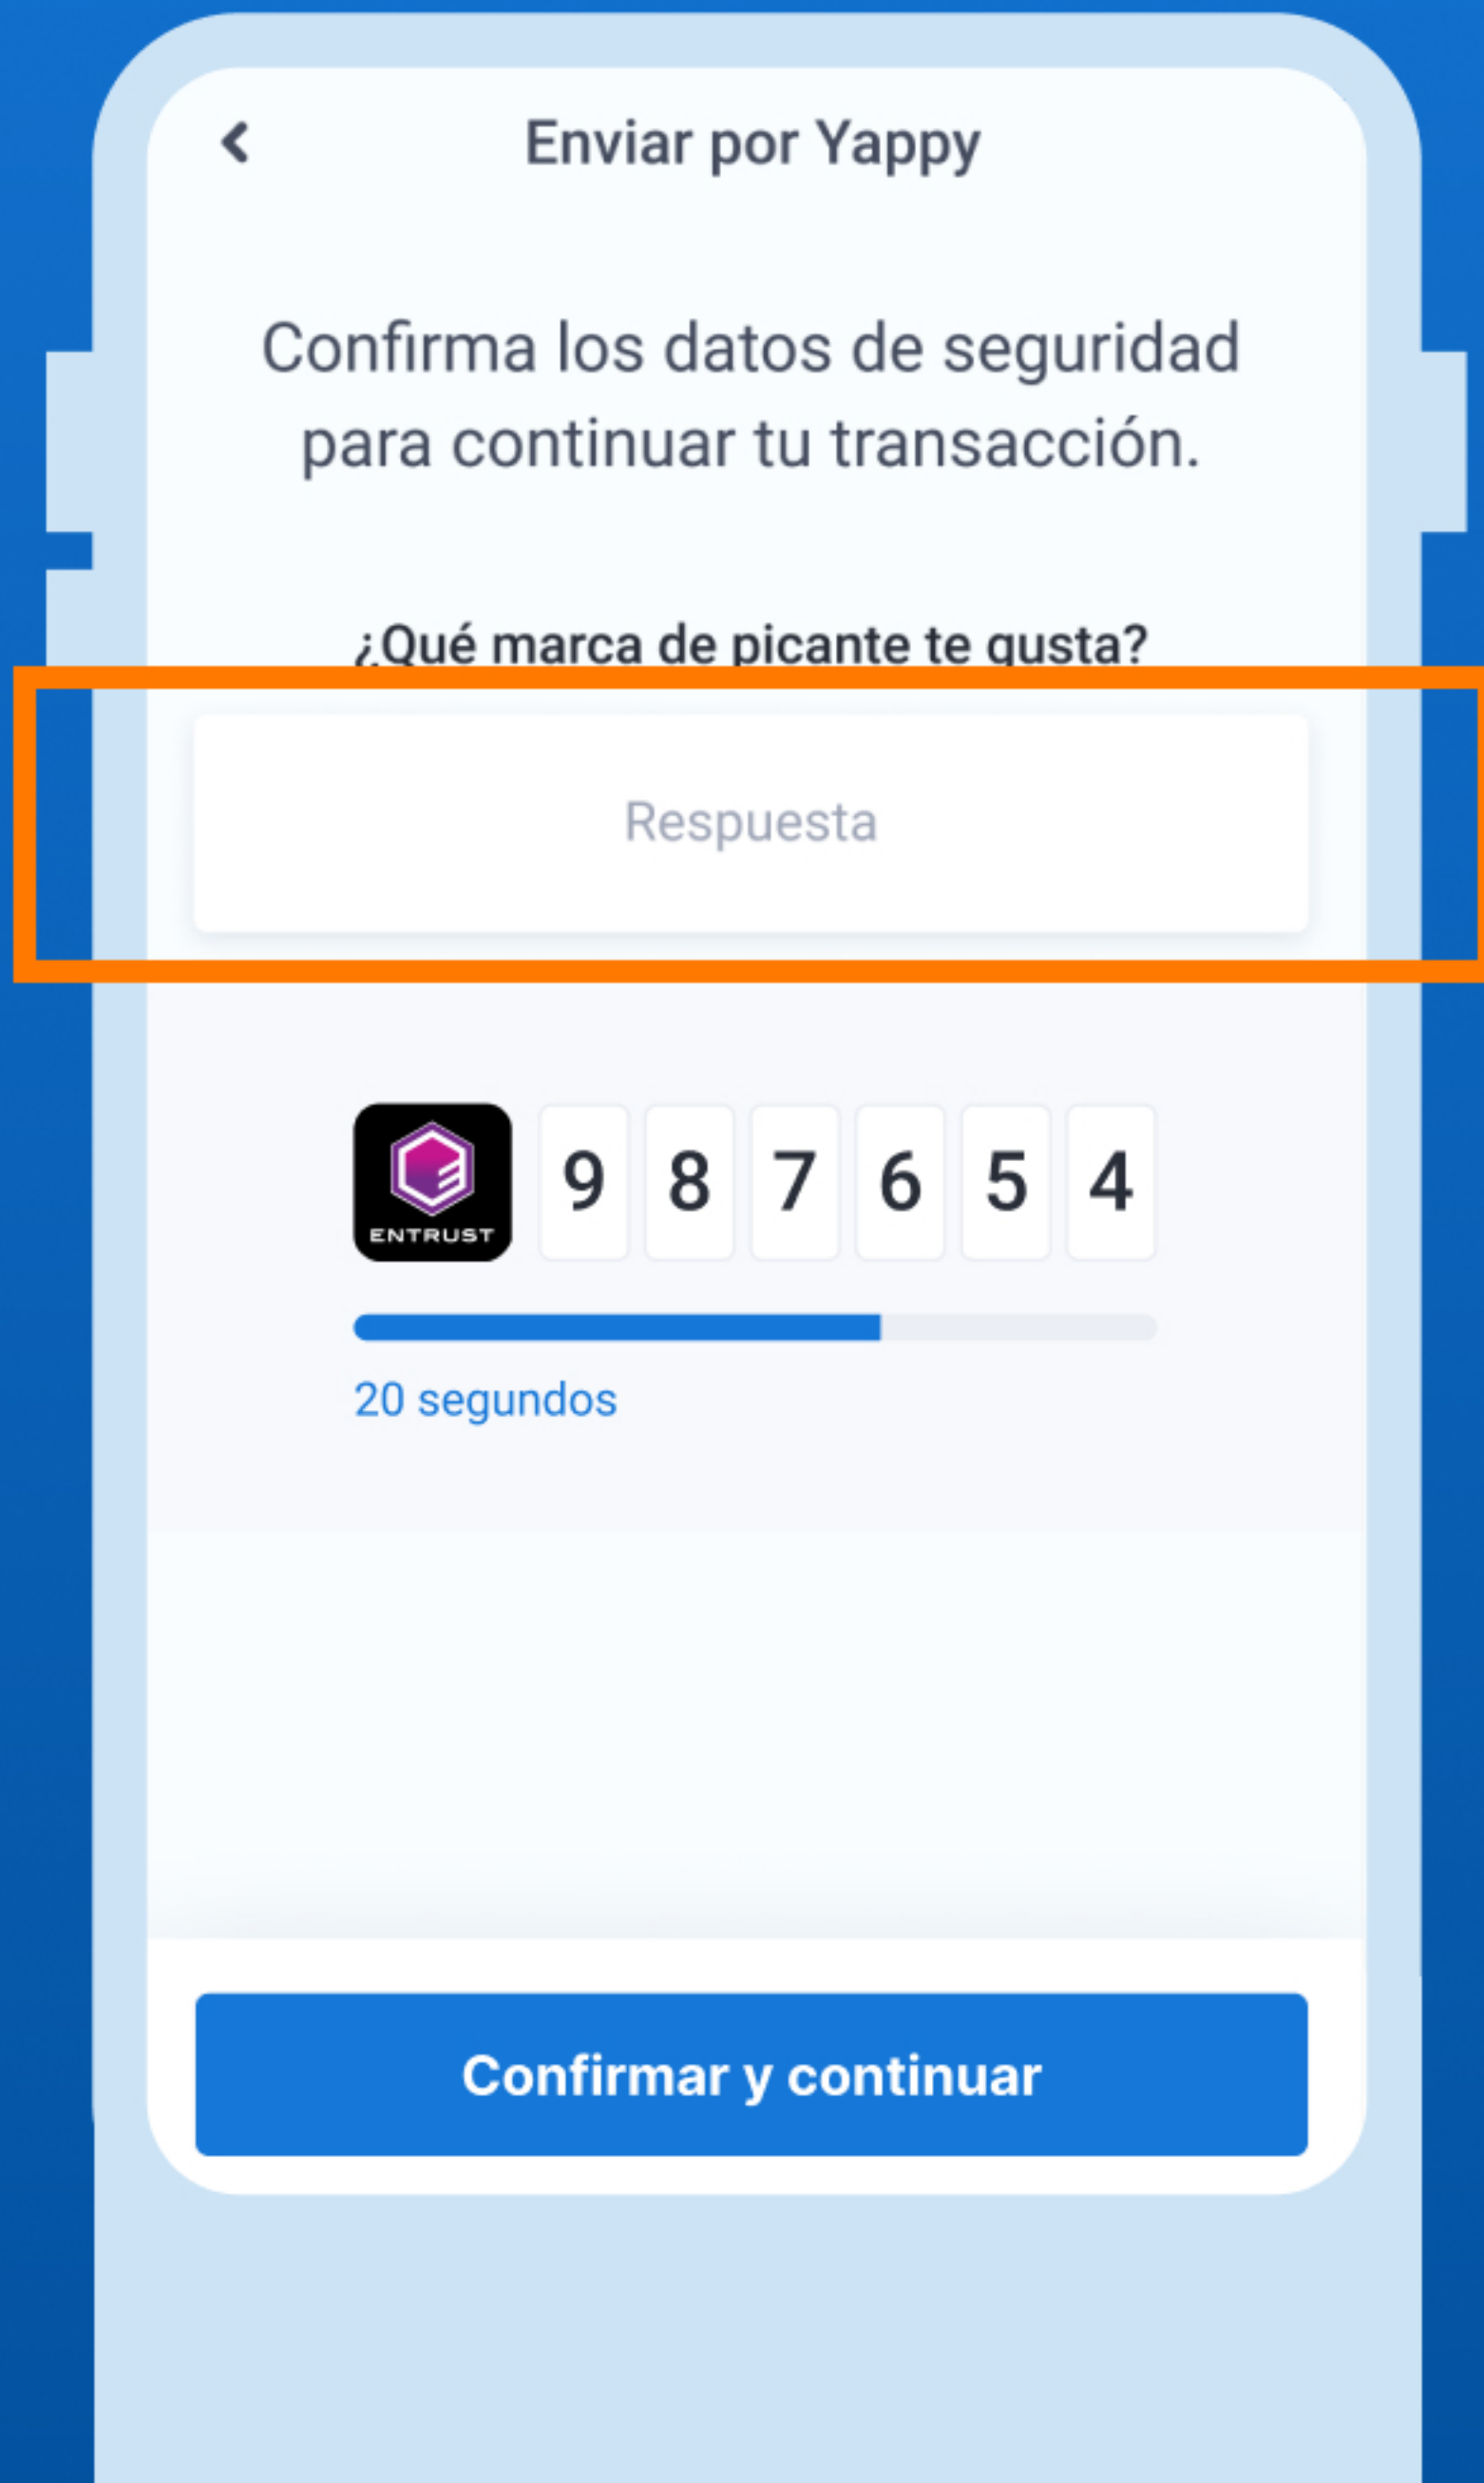 Enviar por Yappy
Confirma los datos de seguridad
para continuar tu transacción.
¿Qué marca de picante te gusta?
Respuesta
ENTRUST
9 8 7 6 5 4
20 segundos
Confirmar y continuar